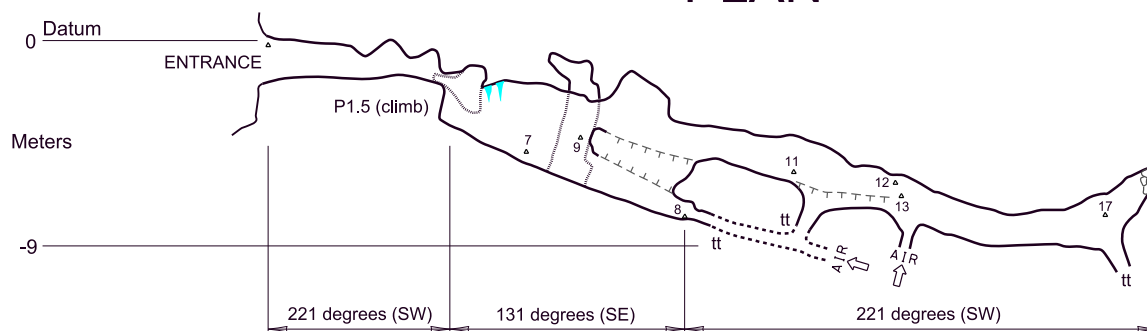 PLAN
0 Datum
ENTRANCE
P1.5 (climb)
Meters
7
9
11
12
13
17
8
tt
tt
tt
AIR
AIR
-9
221 degrees (SW)
131 degrees (SE)
221 degrees (SW)